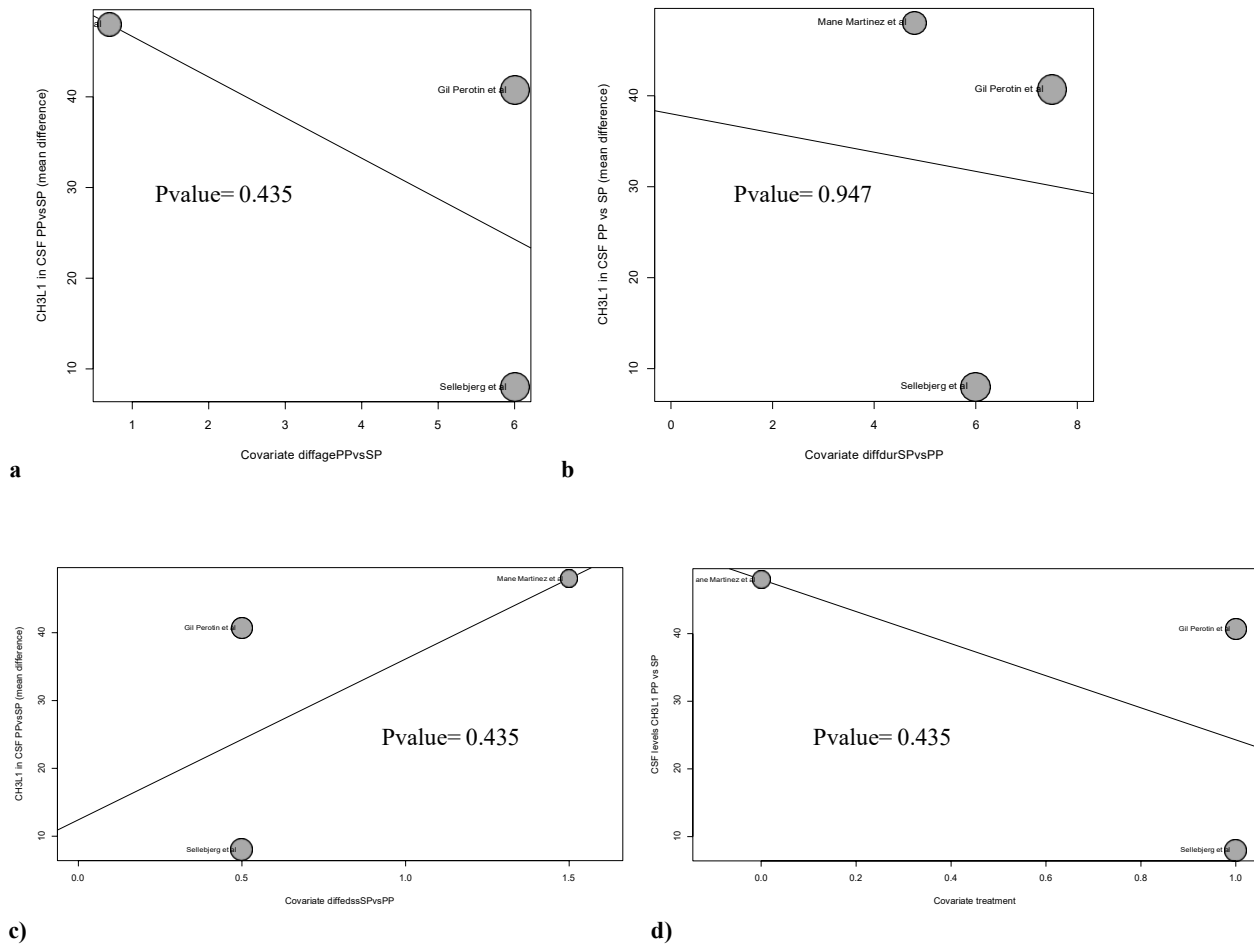 al
Gil Perotin et al
Pvalue= 0.435
Sellebjerg et al
10
20
30
40
CH3L1 in CSF PPvsSP (mean difference)
1
2
3
4
5
6
Covariate diffagePPvsSP
a
Mane Martinez et al
Gil Perotin et al
Pvalue= 0.947
Sellebjerg et al
10
20
30
40
CH3L1 in CSF PP vs SP (mean difference)
0
2
4
6
8
Covariate diffdurSPvsPP
b
Mane Martinez et al
Gil Perotin et al
Pvalue= 0.435
Sellebjerg et al
10
20
30
40
CH3L1 in CSF PPvsSP (mean difference)
0.0
0.5
1.0
1.5
Covariate diffedssSPvsPP
c)
ane Martinez et al
Gil Perotin et al
Pvalue= 0.435
Sellebjerg et al
10
20
30
40
CSF levels CH3L1 PP vs SP
0.0
0.2
0.4
0.6
0.8
1.0
Covariate treatment
d)